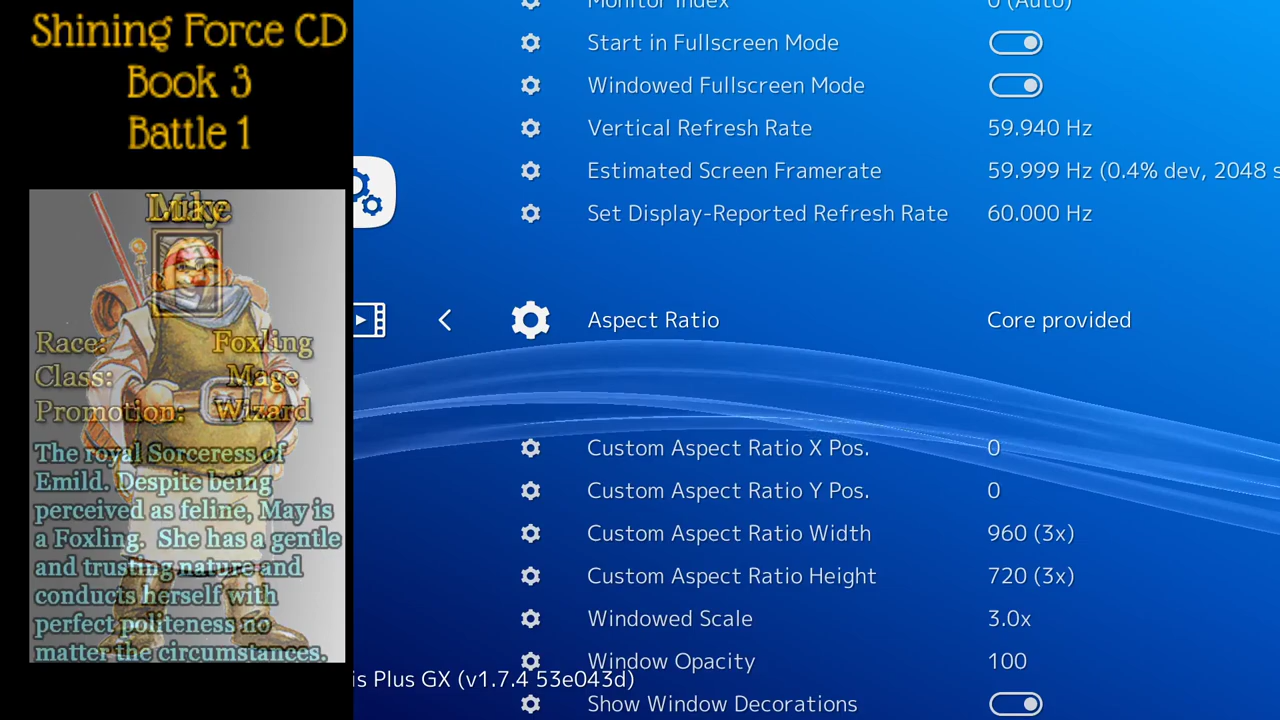 Shining Force CD
Book 3
Battle 1
Race: Foxling
Class: Mage
Promotion: Wizard
The royal Sorceress of
Emild. Despite being
perceived as feline, May is
a Foxling. She has a gentle
and trusting nature and
conducts herself with
perfect politeness no
matter the circumstances.
Monitor Index 0 (Auto)
Start in Fullscreen Mode
Windowed Fullscreen Mode
Vertical Refresh Rate 59.940 Hz
Estimated Screen Framerate 59.999 Hz (0.4% dev, 2048 s
Set Display-Reported Refresh Rate 60.000 Hz
Aspect Ratio Core provided
Custom Aspect Ratio X Pos. 0
Custom Aspect Ratio Y Pos. 0
Custom Aspect Ratio Width 960 (3x)
Custom Aspect Ratio Height 720 (3x)
Windowed Scale 3.0x
Window Opacity 100
is Plus GX (v1.7.4 53e043d)
Show Window Decorations